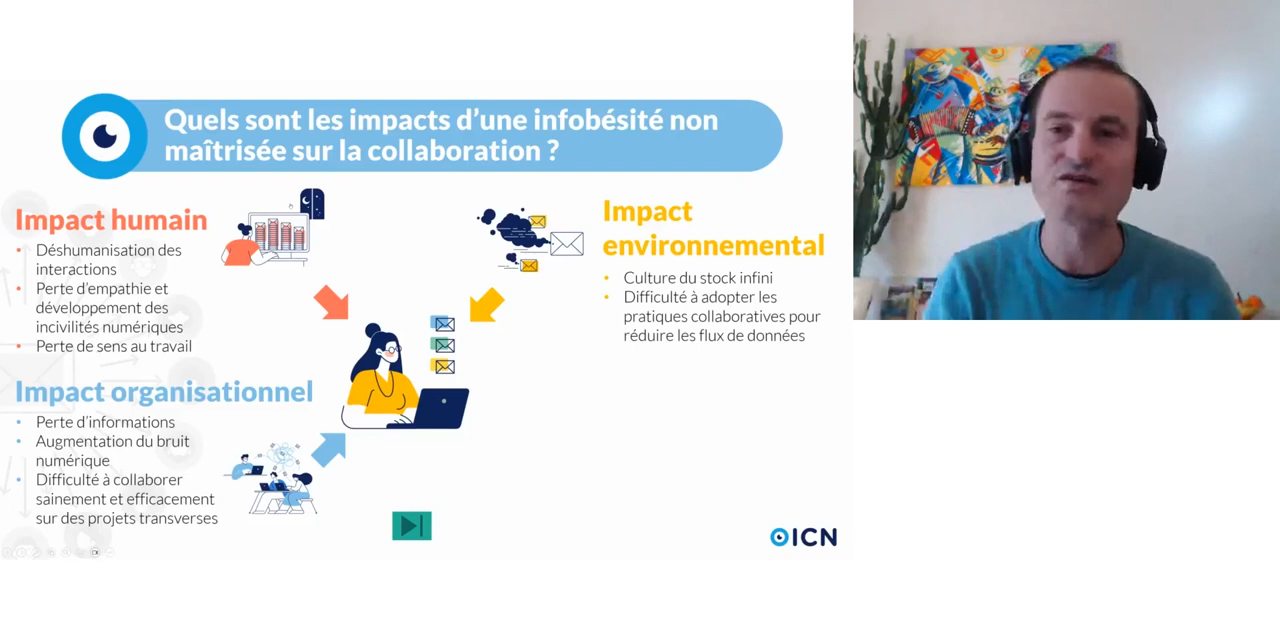 Quels sont les impacts d'une infobésité non
maîtrisée sur la collaboration ?
Impact humain
• Déshumanisation des
interactions
• Perte d'empathie et
développement des
incivilités numériques
• Perte de sens au travail
Impact organisationnel
• Perte d'informations
• Augmentation du bruit
numérique
• Difficulté à collaborer
sainement et efficacement
sur des projets transverses
Impact
environnemental
• Culture du stock infini
• Difficulté à adopter les
pratiques collaboratives pour
réduire les flux de données
OICN